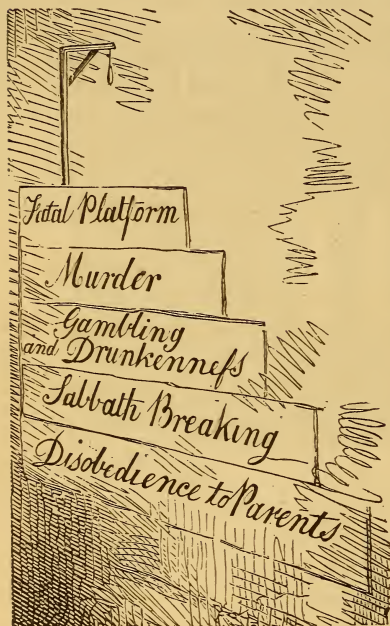 Fatal Platform
Murder
Gambling
and Drunkenneſs
Sabbath Breaking
Disobedience to Parents